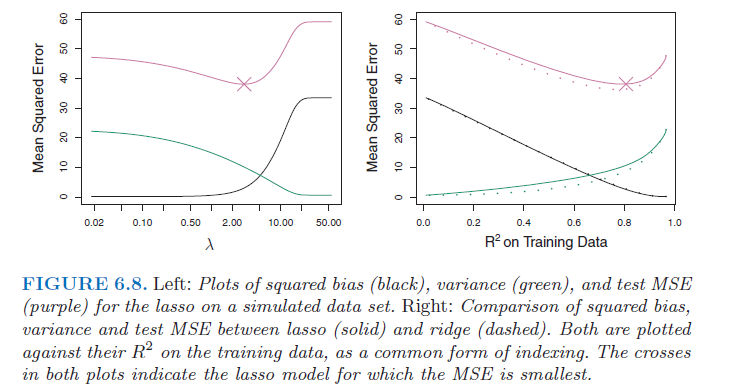 Mean Squared Error
0 10 20 30 40 50 60
0.02 0.10 0.50 2.00 10.00 50.00
λ
Mean Squared Error
0 10 20 30 40 50 60
0.0 0.2 0.4 0.6 0.8 1.0
R² on Training Data
FIGURE 6.8. Left: Plots of squared bias (black), variance (green), and test MSE
(purple) for the lasso on a simulated data set. Right: Comparison of squared bias,
variance and test MSE between lasso (solid) and ridge (dashed). Both are plotted
against their R² on the training data, as a common form of indexing. The crosses
in both plots indicate the lasso model for which the MSE is smallest.